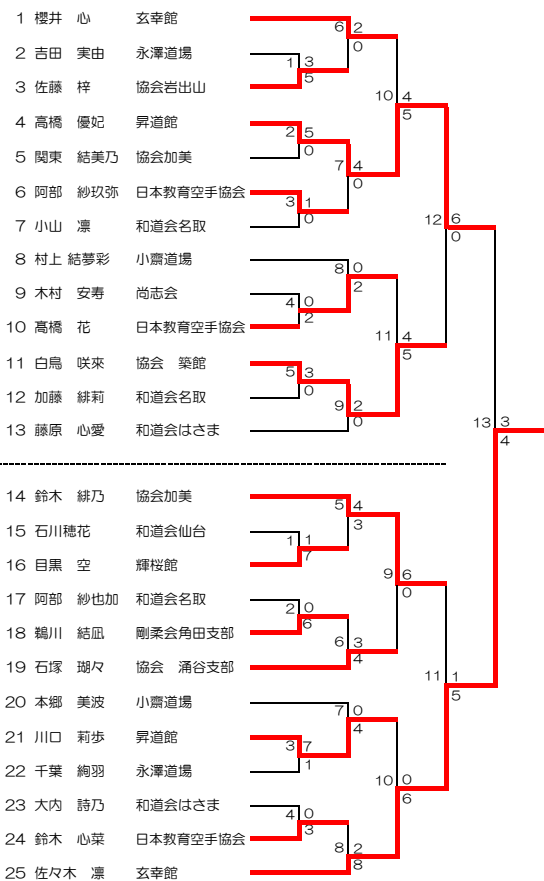 1 櫻井 心 玄幸館
6 2
0
2 吉田 実由 永澤道場
1 3
5
3 佐藤 梓 協会岩出山
10 4
5
4 高橋 優妃 昇道館
2 5
0
5 関東 結美乃 協会加美
7 4
0
6 阿部 紗玖弥 日本教育空手協会
3 1
0
7 小山 凛 和道会名取
12 6
0
8 村上 結夢彩 小齋道場
8 0
2
9 木村 安寿 尚志会
4 0
2
10 髙橋 花 日本教育空手協会
11 4
5
11 白鳥 咲來 協会 築館
5 3
0
12 加藤 緋莉 和道会名取
9 2
0
13 藤原 心愛 和道会はさま
13 3
4
14 鈴木 緋乃 協会加美
5 4
3
15 石川穂花 和道会仙台
1 1
7
16 目黒 空 輝桜館
9 6
0
17 阿部 紗也加 和道会名取
2 0
6
18 鵜川 結凪 剛柔会角田支部
6 3
4
19 石塚 瑚々 協会 涌谷支部
11 1
5
20 本郷 美波 小齋道場
7 0
4
21 川口 莉歩 昇道館
3 7
1
22 千葉 絢羽 永澤道場
10 0
6
23 大内 詩乃 和道会はさま
4 0
3
24 鈴木 心菜 日本教育空手協会
8 2
8
25 佐々木 凛 玄幸館